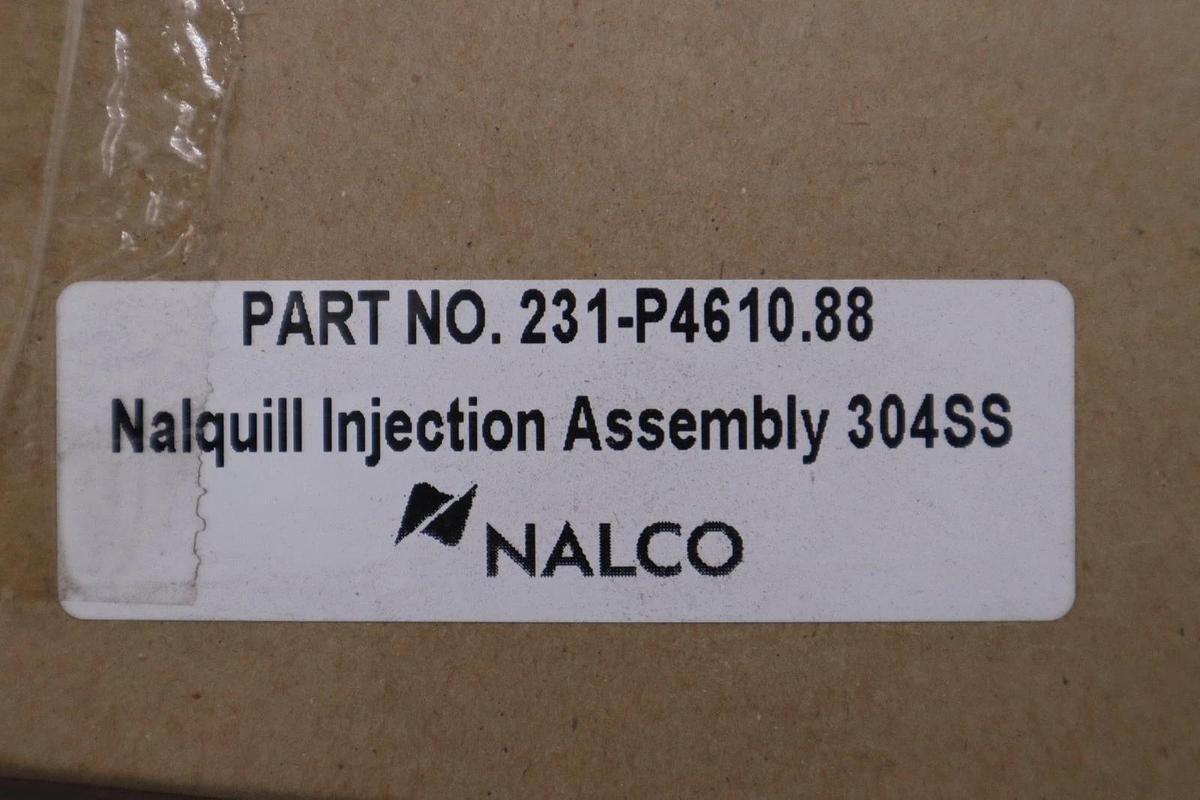 PART NO. 231-P4610.88
Nalquill Injection Assembly 304SS
NALCO